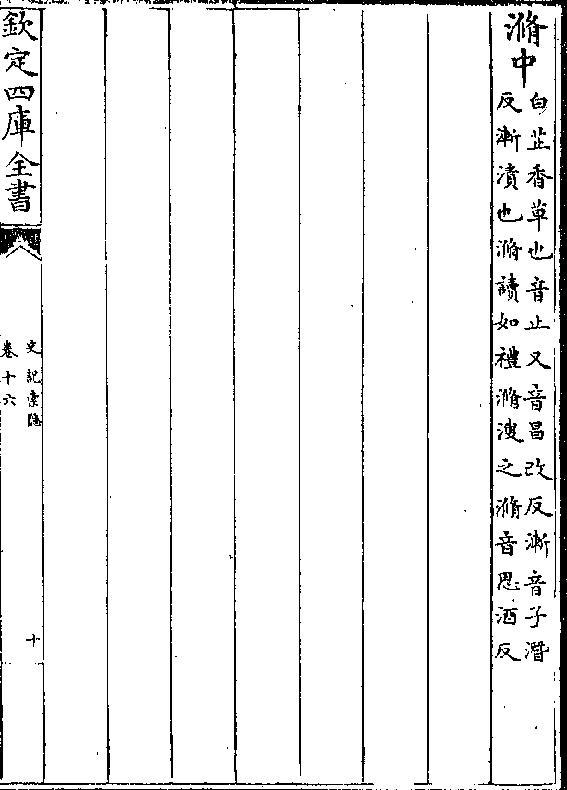 滫中
白芷香草也音止又音昌改反漸音子潛
反漸漬也滫讀如禮滫溲之滫音思酒反
欽定四庫全書
史記索隱
卷十六
十